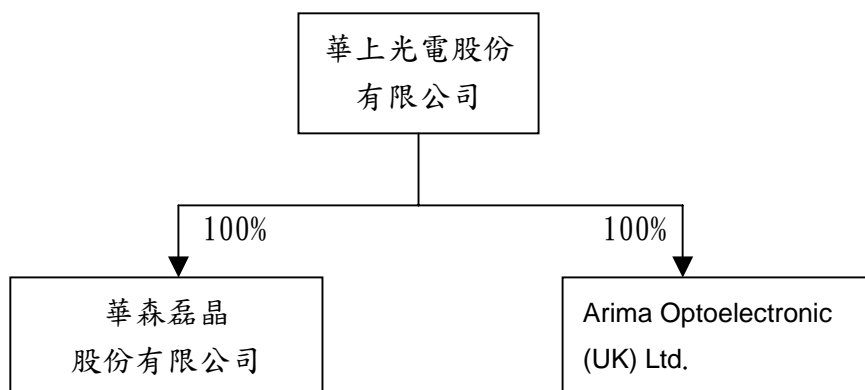 華上光電股份
有限公司
100%
100%
華森磊晶
股份有限公司
Arima Optoelectronic
(UK) Ltd.